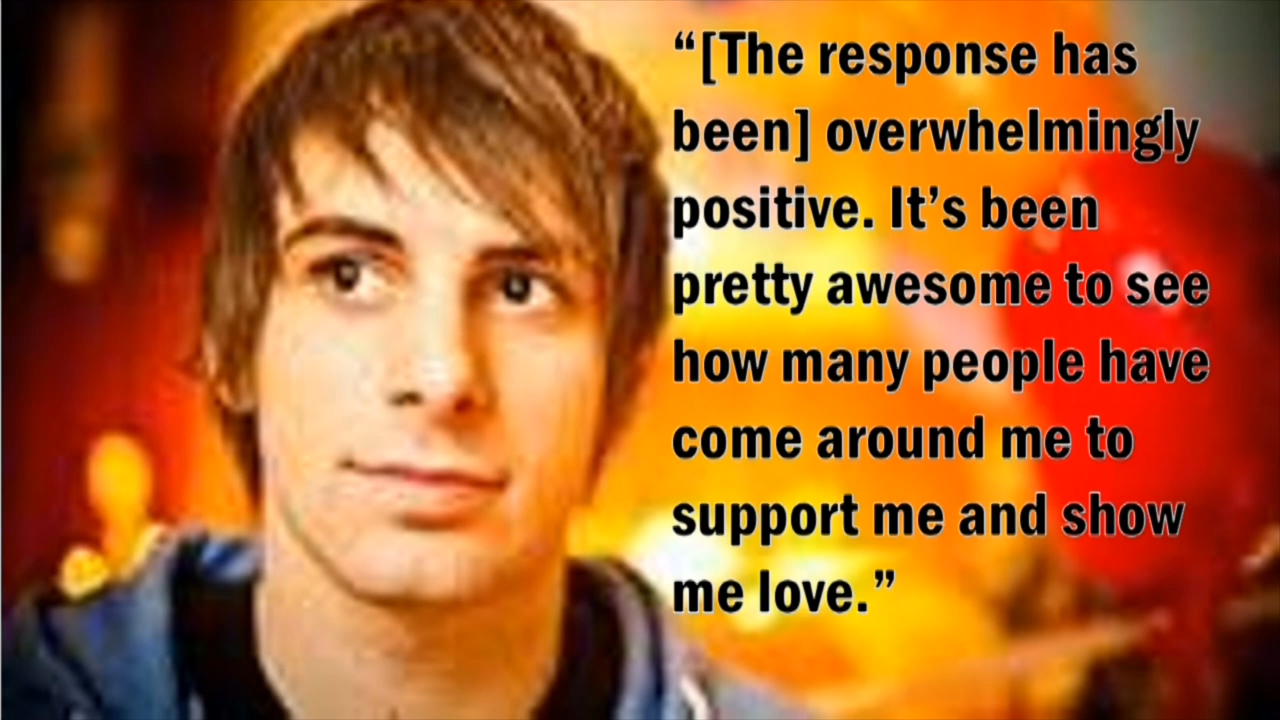 “[The response has
been] overwhelmingly
positive. It’s been
pretty awesome to see
how many people have
come around me to
support me and show
me love.”